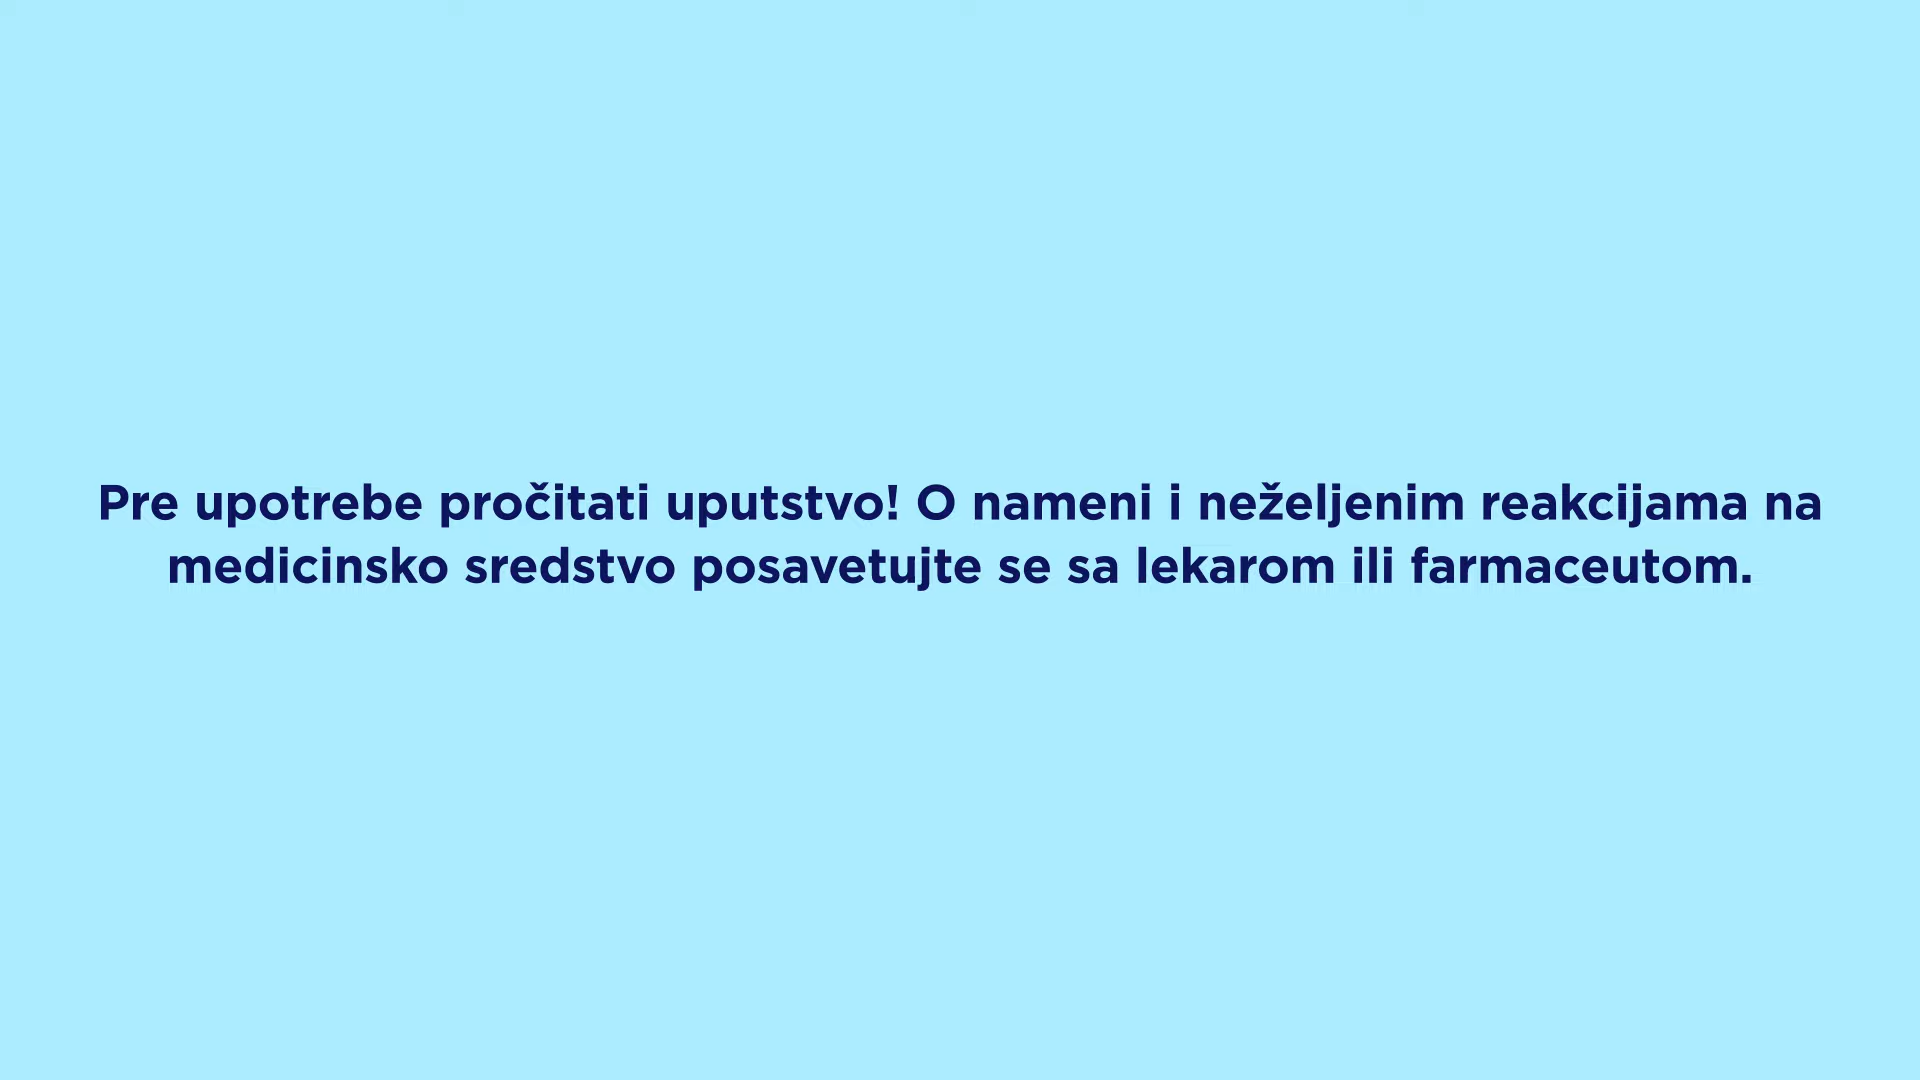 Pre upotrebe pročitati uputstvo! O nameni i neželjenim reakcijama na
medicinsko sredstvo posavetujte se sa lekarom ili farmaceutom.